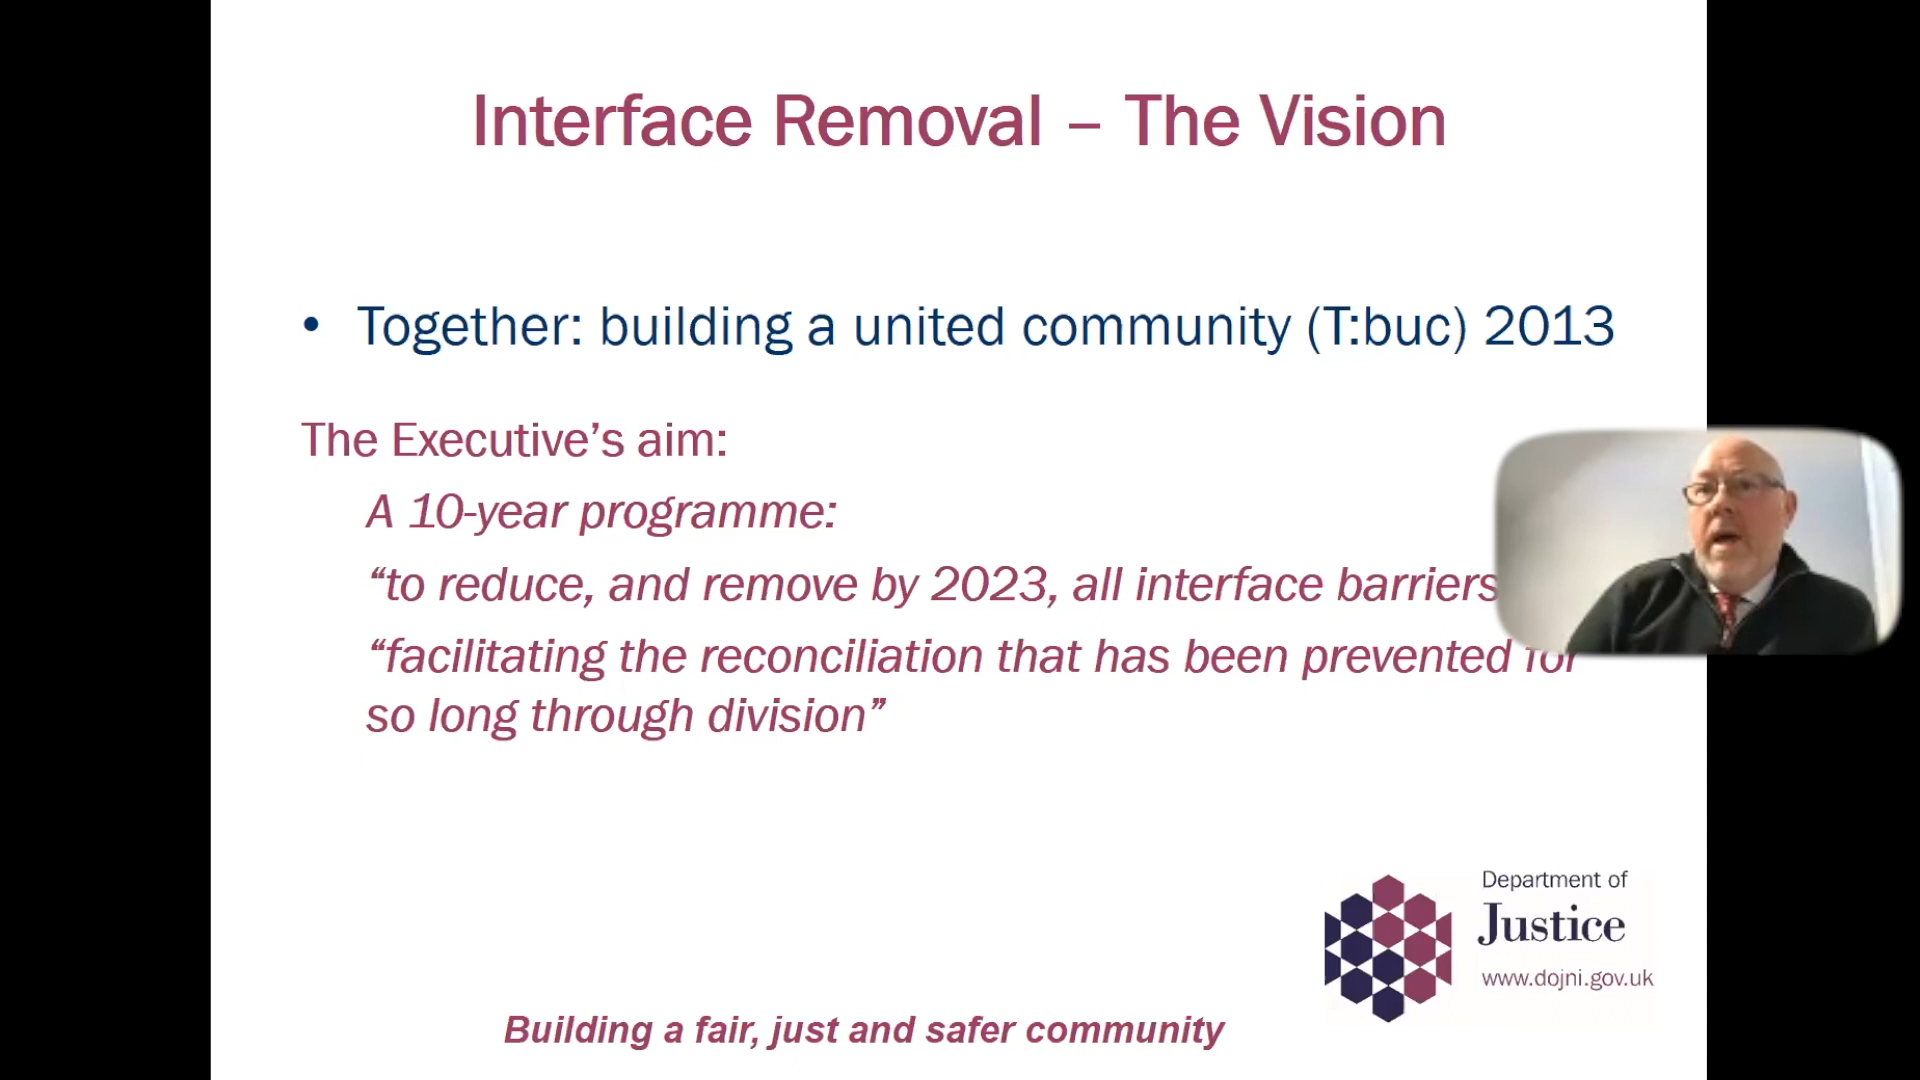 Interface Removal – The Vision
• Together: building a united community (T:buc) 2013
The Executive’s aim:
A 10-year programme:
“to reduce, and remove by 2023, all interface barriers
“facilitating the reconciliation that has been prevented for
so long through division”
Department of
Justice
www.dojni.gov.uk
Building a fair, just and safer community